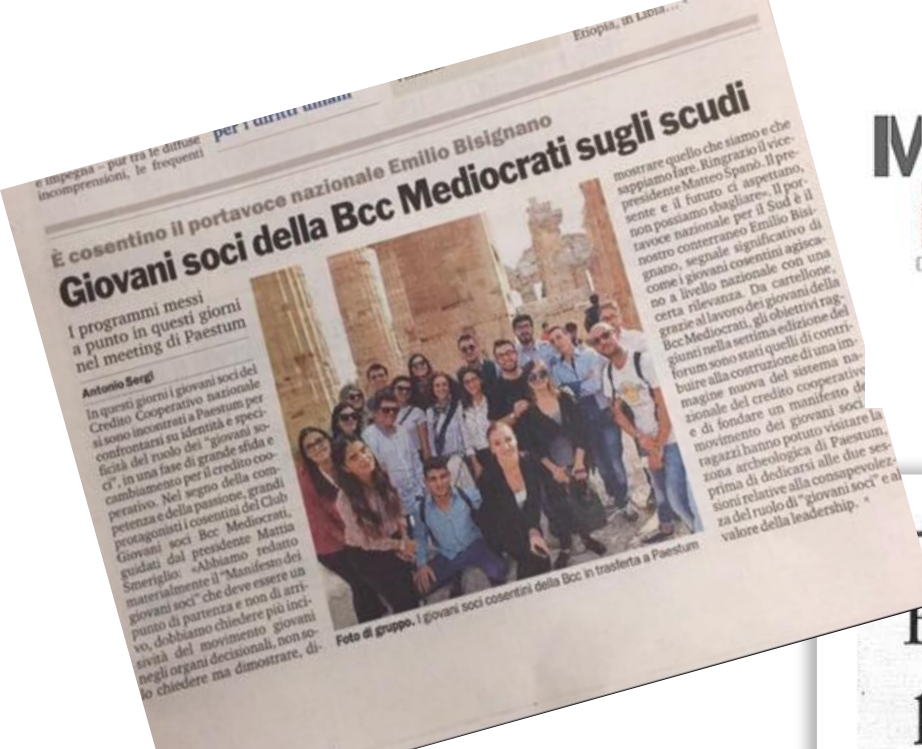 Etiopia, in Libia...
e impegna – pur tra le diffuse
incomprensioni, le frequenti
per i diritti umani
È cosentino il portavoce nazionale Emilio Bisignano
Giovani soci della Bcc Mediocrati sugli scudi
I programmi messi
a punto in questi giorni
nel meeting di Paestum
Antonio Sergi
In questi giorni i giovani soci del
Credito Cooperativo nazionale
si sono incontrati a Paestum per
confrontarsi su identità e speci-
ficità del ruolo dei "giovani so-
ci", in una fase di grande sfida e
cambiamento per il credito coo-
perativo. Nel segno della com-
petenza e della passione, grandi
protagonisti i cosentini del Club
Giovani soci Bcc Mediocrati,
guidati dal presidente Mattia
Smeriglio: «Abbiamo redatto
materialmente il "Manifesto dei
giovani soci" che deve essere un
punto di partenza e non di arri-
vo, dobbiamo chiedere più inci-
sività del movimento giovani
negli organi decisionali, non so-
lo chiedere ma dimostrare, di-
mostrare quello che siamo e che
sappiamo fare. Ringrazio il vice-
presidente Matteo Spanò. Il pre-
sente e il futuro ci aspettano,
non possiamo sbagliare». Il por-
tavoce nazionale per il Sud è il
nostro conterraneo Emilio Bisi-
gnano, segnale significativo di
come i giovani cosentini agisca-
no a livello nazionale con una
certa rilevanza. Da cartellone,
grazie al lavoro dei giovani della
Bcc Mediocrati, gli obiettivi rag-
giunti nella settima edizione del
forum sono stati quelli di contri-
buire alla costruzione di una im-
magine nuova del sistema na-
zionale del credito cooperativo
e di fondare un manifesto del
movimento dei giovani soci. I
ragazzi hanno potuto visitare la
zona archeologica di Paestum,
prima di dedicarsi alle due ses-
sioni relative alla consapevolez-
za del ruolo di "giovani soci" e al
valore della leadership.
Foto di gruppo. I giovani soci cosentini della Bcc in trasferta a Paestum
M